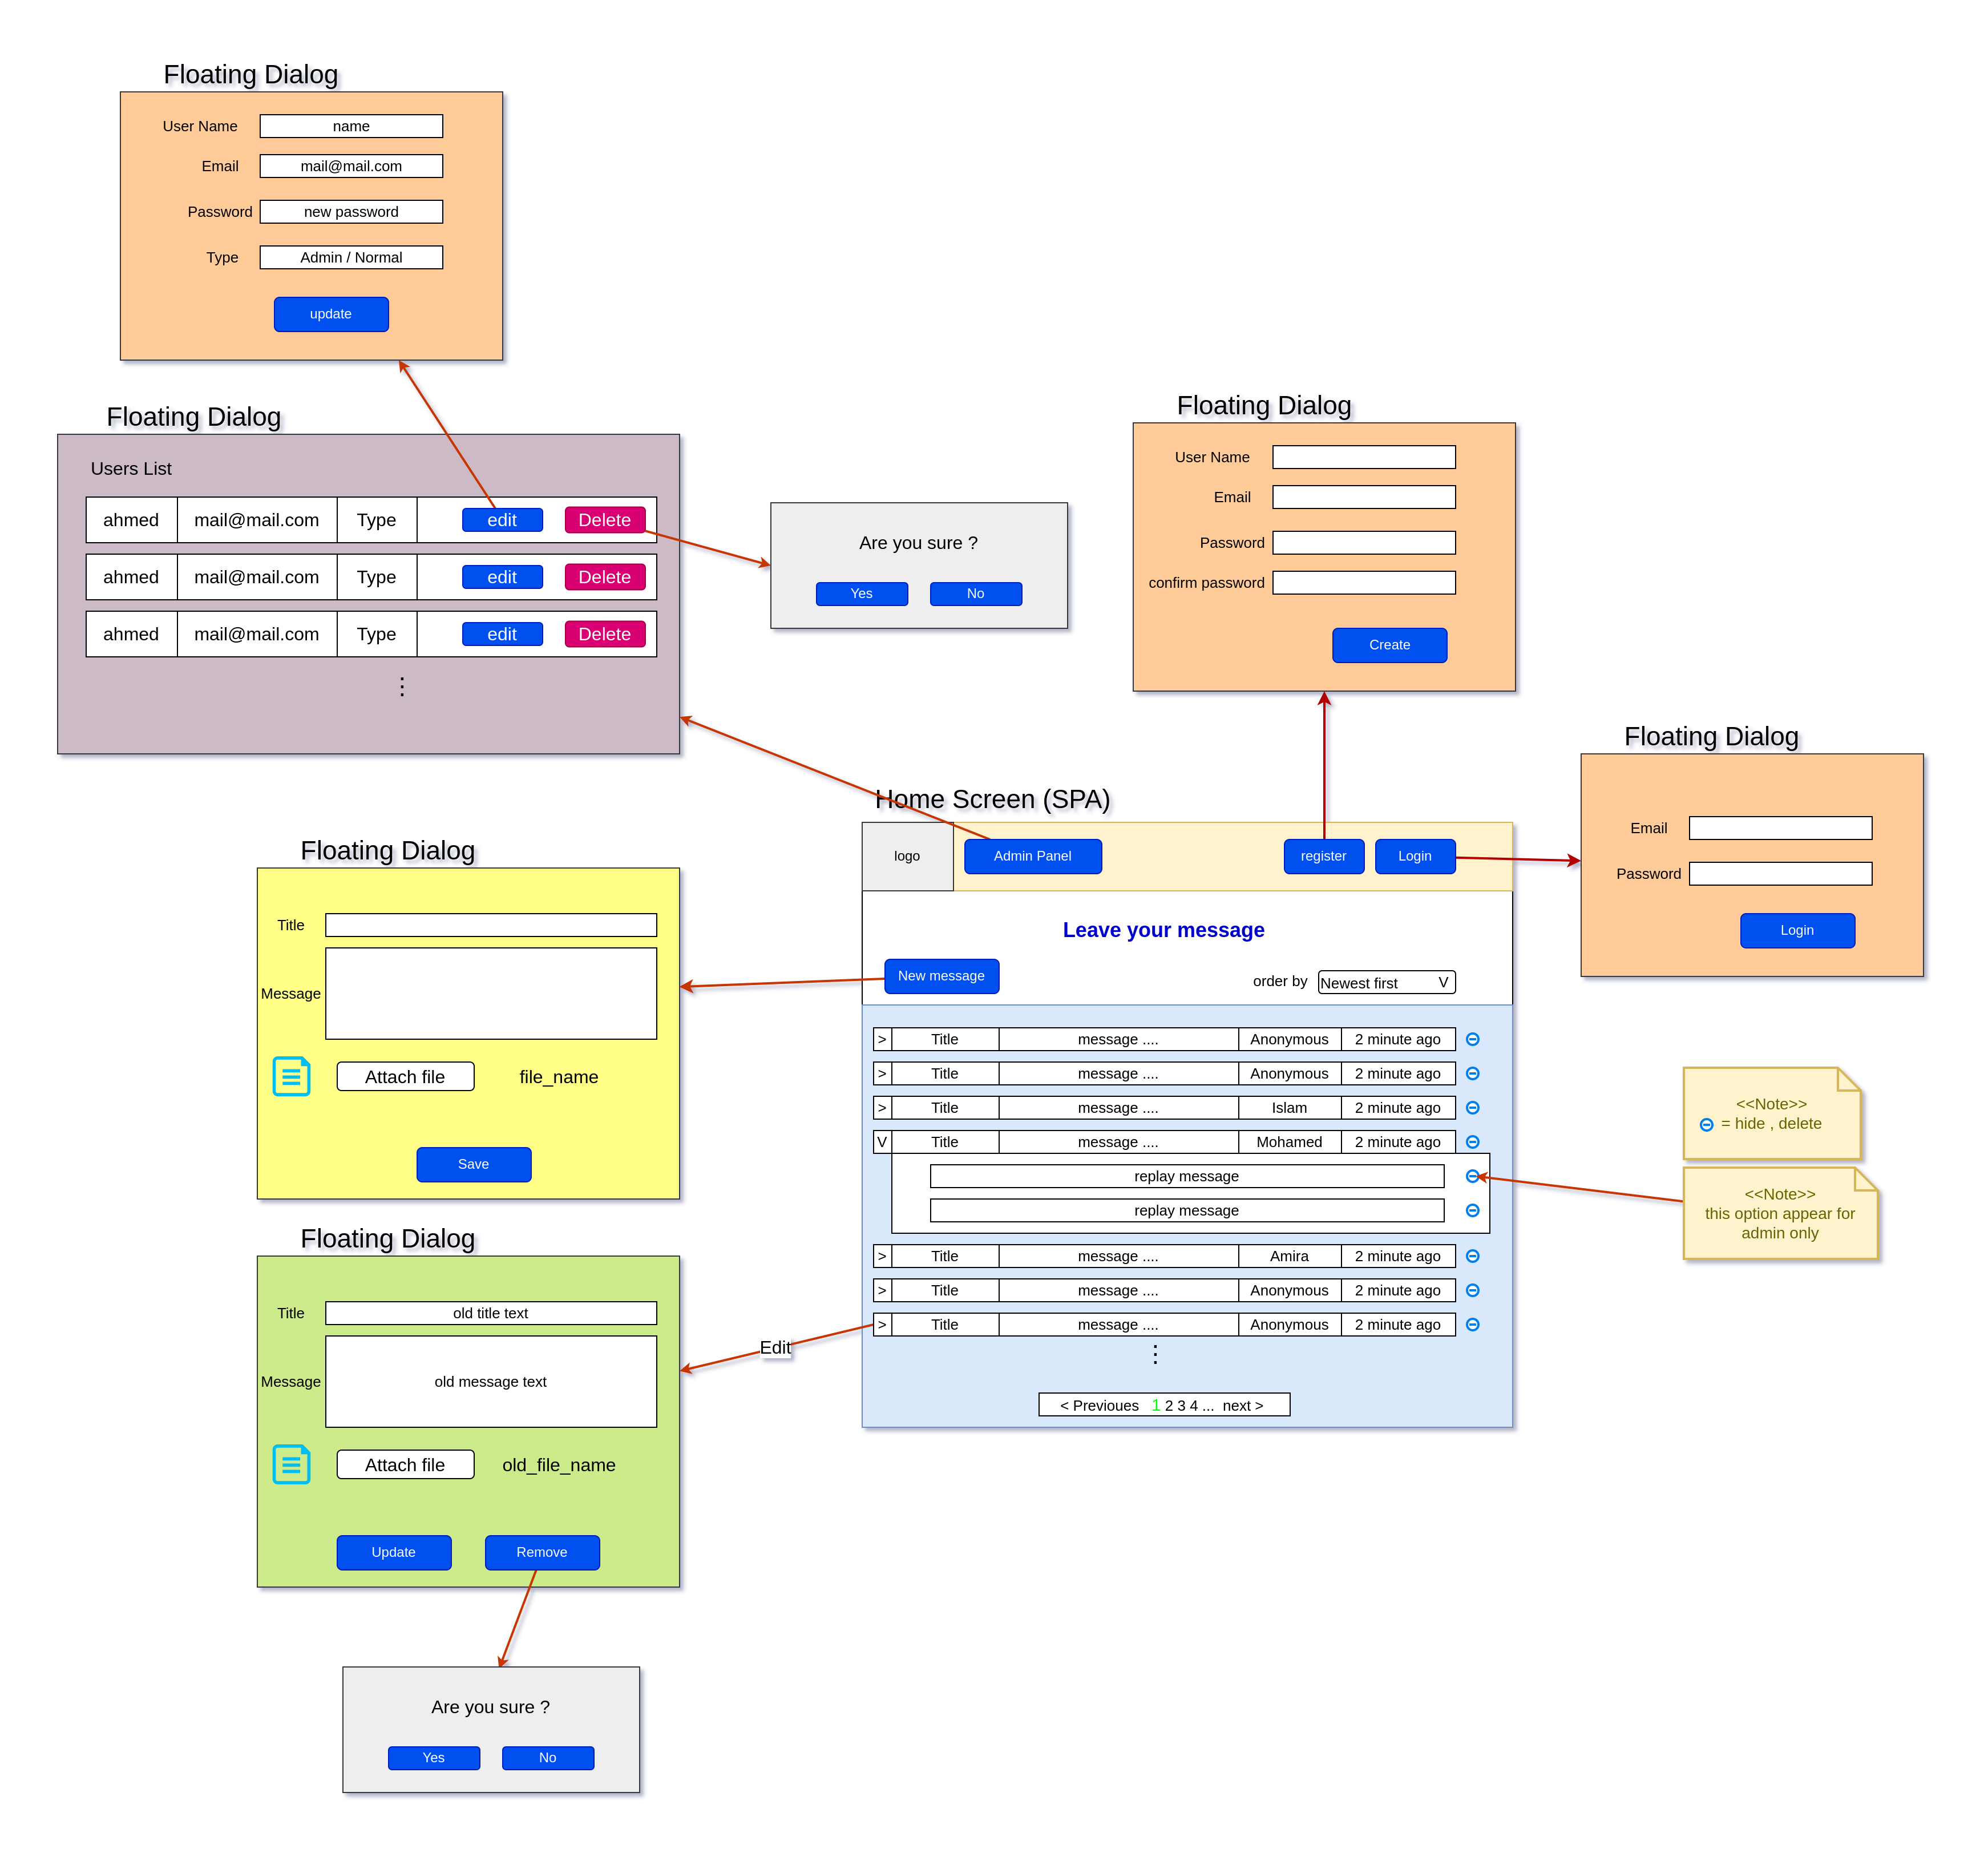 Floating Dialog
User Name name
Email mail@mail.com
Password new password
Type Admin / Normal
update
Floating Dialog
Users List
ahmed mail@mail.com Type edit Delete
ahmed mail@mail.com Type edit Delete
ahmed mail@mail.com Type edit Delete
⋮
Are you sure ?
Yes No
Floating Dialog
User Name
Email
Password
confirm password
Create
Floating Dialog
Email
Password
Login
Home Screen (SPA)
logo Admin Panel register Login
Leave your message
New message order by Newest first V
> Title message .... Anonymous 2 minute ago
> Title message .... Anonymous 2 minute ago
> Title message .... Islam 2 minute ago
V Title message .... Mohamed 2 minute ago
replay message
replay message
> Title message .... Amira 2 minute ago
> Title message .... Anonymous 2 minute ago
> Title message .... Anonymous 2 minute ago
⋮
< Previoues 1 2 3 4 ... next >
<<Note>>
= hide , delete
<<Note>>
this option appear for
admin only
Floating Dialog
Title
Message
Attach file file_name
Save
Edit
Floating Dialog
Title old title text
Message old message text
Attach file old_file_name
Update Remove
Are you sure ?
Yes No